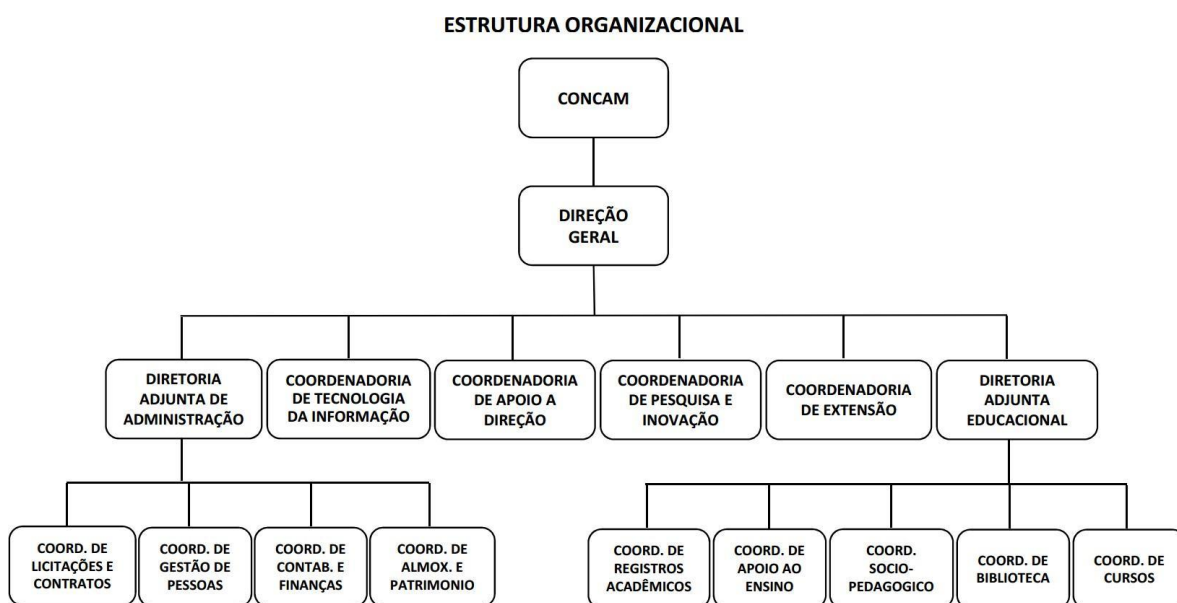 ESTRUTURA ORGANIZACIONAL
CONCAM
DIREÇÃO
GERAL
DIRETORIA
ADJUNTA DE
ADMINISTRAÇÃO
COORDENADORIA
DE TECNOLOGIA
DA INFORMAÇÃO
COORDENADORIA
DE APOIO A
DIREÇÃO
COORDENADORIA
DE PESQUISA E
INOVAÇÃO
COORDENADORIA
DE EXTENSÃO
DIRETORIA
ADJUNTA
EDUCACIONAL
COORD. DE
LICITAÇÕES E
CONTRATOS
COORD. DE
GESTÃO DE
PESSOAS
COORD. DE
CONTAB. E
FINANÇAS
COORD. DE
ALMOX. E
PATRIMONIO
COORD. DE
REGISTROS
ACADÊMICOS
COORD. DE
APOIO AO
ENSINO
COORD.
SOCIO-
PEDAGOGICO
COORD. DE
BIBLIOTECA
COORD. DE
CURSOS